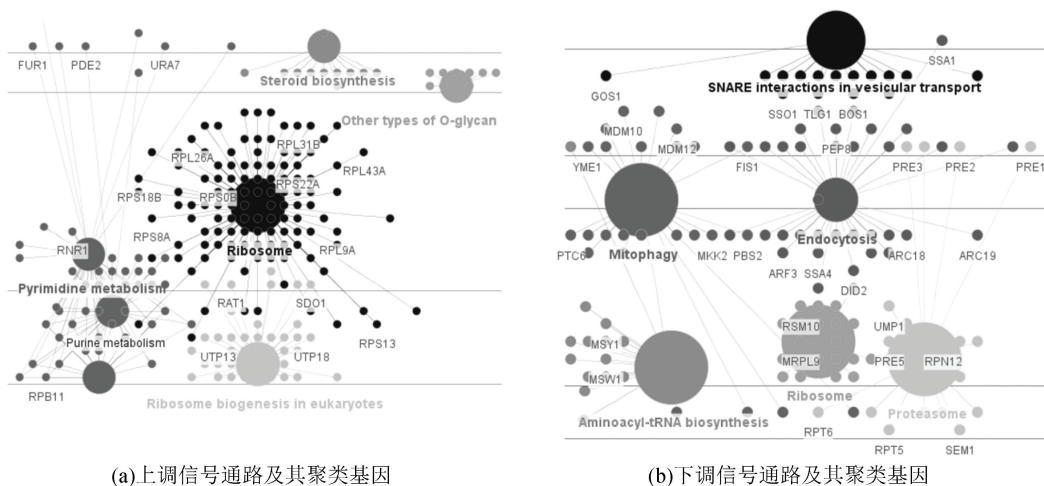 FUR1 PDE2 URA7
Steroid biosynthesis
Other types of O-glycan
RPL31B
RPL26A
RPL43A
RPS22A
RPS18B RPS0B
RPS8A
RNR1
Ribosome RPL9A
Pyrimidine metabolism
RAT1 SDO1
Purine metabolism
RPS13
UTP13 UTP18
RPB11
Ribosome biogenesis in eukaryotes
(a)上调信号通路及其聚类基因
SSA1
SNARE interactions in vesicular transport
GOS1
SSO1 TLG1 BOS1
MDM10
MDM12 PEP8
YME1 FIS1 PRE3 PRE2 PRE1
Endocytosis
PTC6 Mitophagy MKK2 PBS2 ARC18 ARC19
ARF3 SSA4
DID2
RSM10 UMP1
MSY1
MRPL9 PRE5 RPN12
MSW1
Ribosome
Proteasome
Aminoacyl-tRNA biosynthesis
RPT6
RPT5 SEM1
(b)下调信号通路及其聚类基因